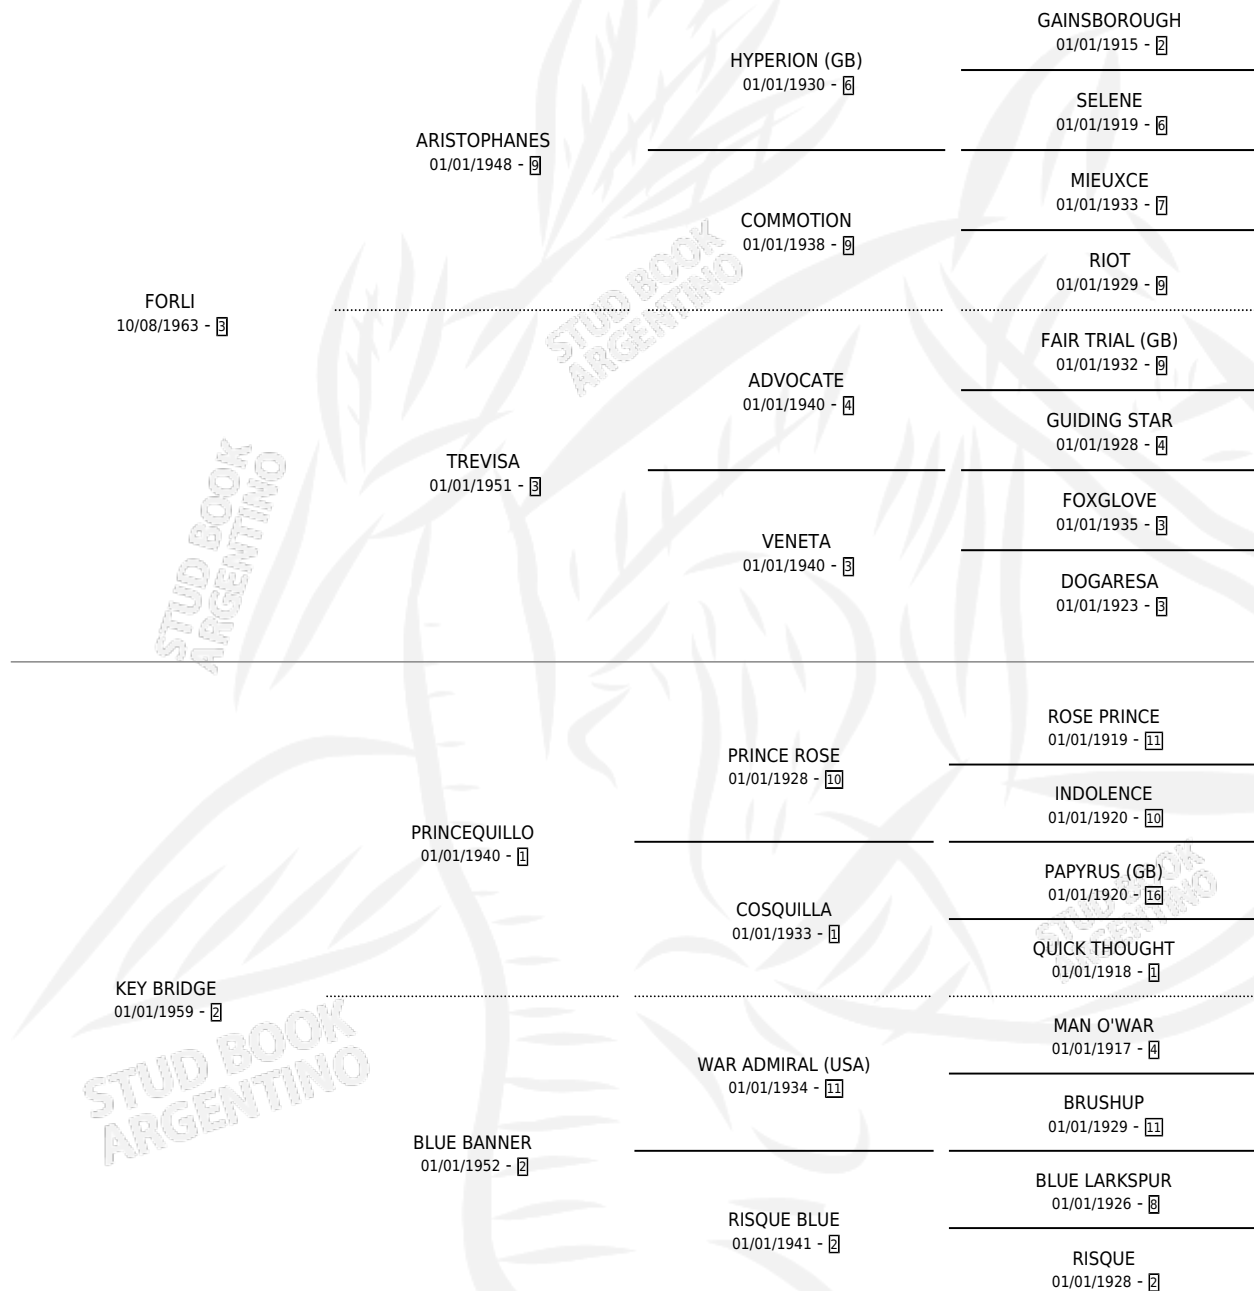 FORLI
10/08/1963 - 3
ARISTOPHANES
01/01/1948 - 9
TREVISA
01/01/1951 - 3
HYPERION (GB)
01/01/1930 - 6
COMMOTION
01/01/1938 - 9
ADVOCATE
01/01/1940 - 4
VENETA
01/01/1940 - 3
GAINSBOROUGH
01/01/1915 - 2
SELENE
01/01/1919 - 6
MIEUXCE
01/01/1933 - 7
RIOT
01/01/1929 - 9
FAIR TRIAL (GB)
01/01/1932 - 9
GUIDING STAR
01/01/1928 - 4
FOXGLOVE
01/01/1935 - 3
DOGARESA
01/01/1923 - 3
KEY BRIDGE
01/01/1959 - 2
PRINCEQUILLO
01/01/1940 - 1
BLUE BANNER
01/01/1952 - 2
PRINCE ROSE
01/01/1928 - 10
COSQUILLA
01/01/1933 - 1
WAR ADMIRAL (USA)
01/01/1934 - 11
RISQUE BLUE
01/01/1941 - 2
ROSE PRINCE
01/01/1919 - 11
INDOLENCE
01/01/1920 - 10
PAPYRUS (GB)
01/01/1920 - 16
QUICK THOUGHT
01/01/1918 - 1
MAN O'WAR
01/01/1917 - 4
BRUSHUP
01/01/1929 - 11
BLUE LARKSPUR
01/01/1926 - 8
RISQUE
01/01/1928 - 2
STUD BOOK
ARGENTINO
STUD BOOK
ARGENTINO
STUD BOOK
ARGENTINO
STUD BOOK
ARGENTINO